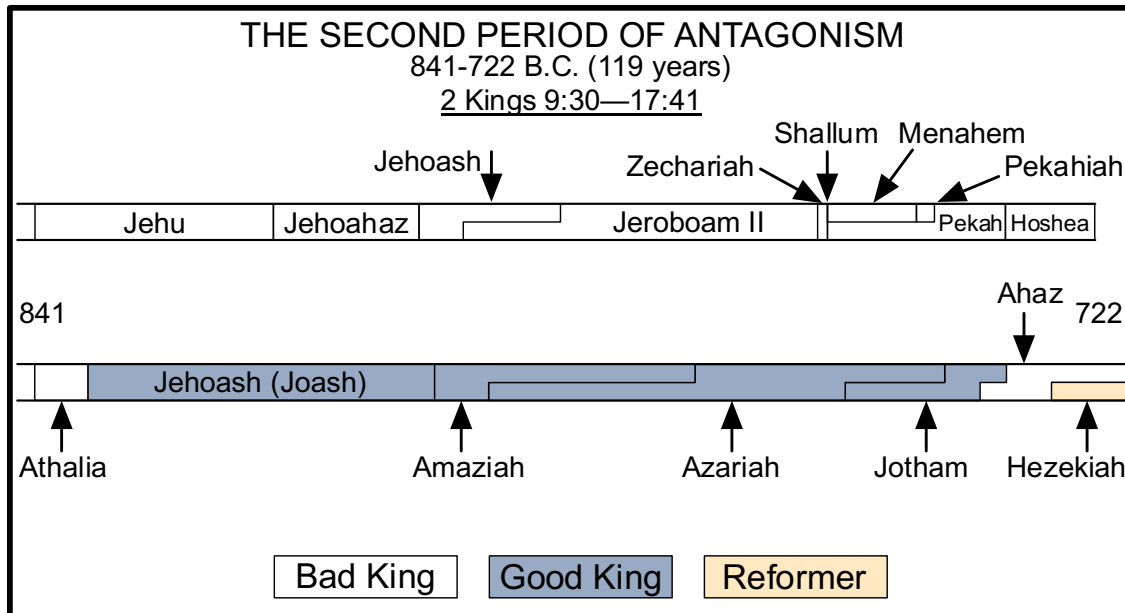 THE SECOND PERIOD OF ANTAGONISM
841-722 B.C. (119 years)
2 Kings 9:30—17:41
Shallum Menahem
Jehoash Zechariah Pekahiah
Jehu Jehoahaz Jeroboam II Pekah Hoshea
Ahaz
841 722
Jehoash (Joash)
Athalia Amaziah Azariah Jotham Hezekiah
Bad King Good King Reformer